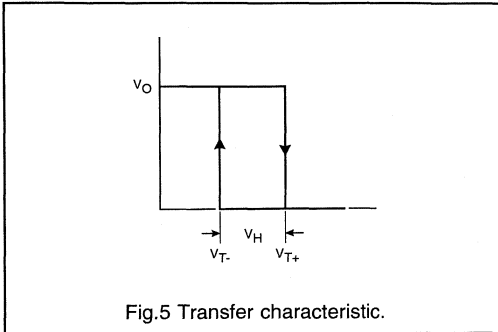 VO
VH
VT- VT+
Fig.5 Transfer characteristic.